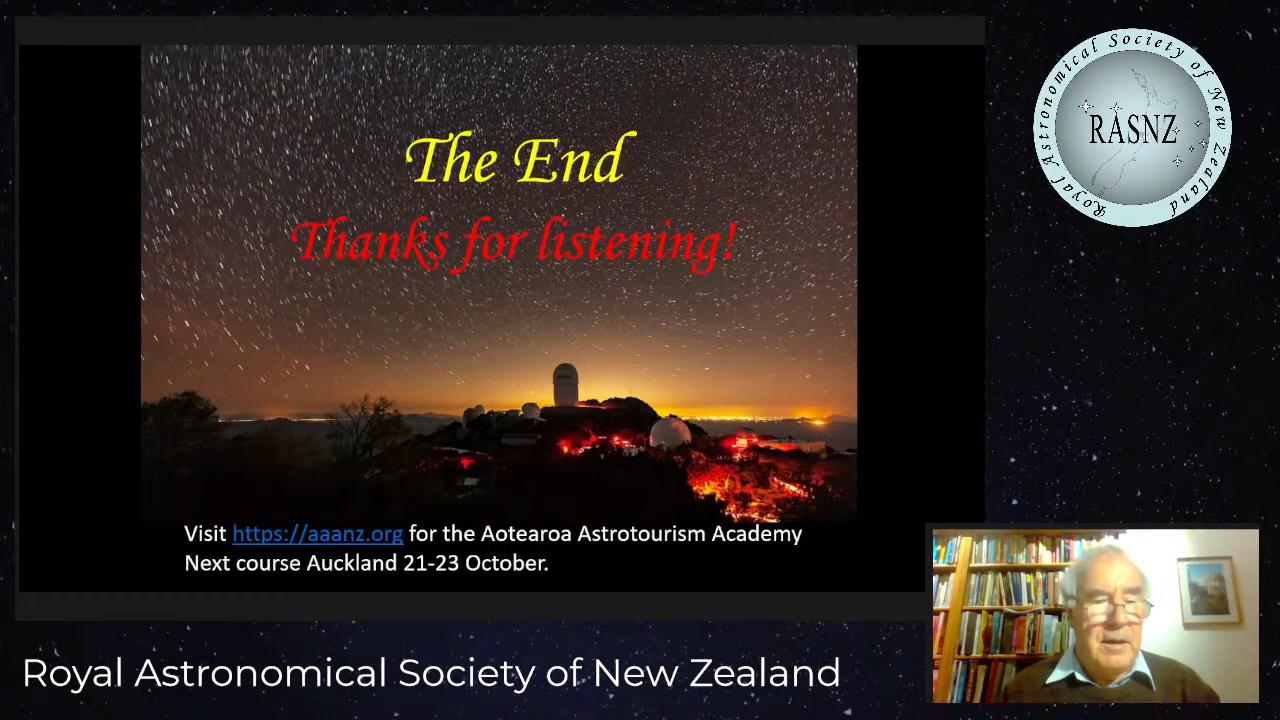 The End
Thanks for listening!
Visit https://aaanz.org for the Aotearoa Astrotourism Academy
Next course Auckland 21-23 October.
Royal Astronomical Society of New Zealand
RASNZ
Royal Astronomical Society of New Zealand